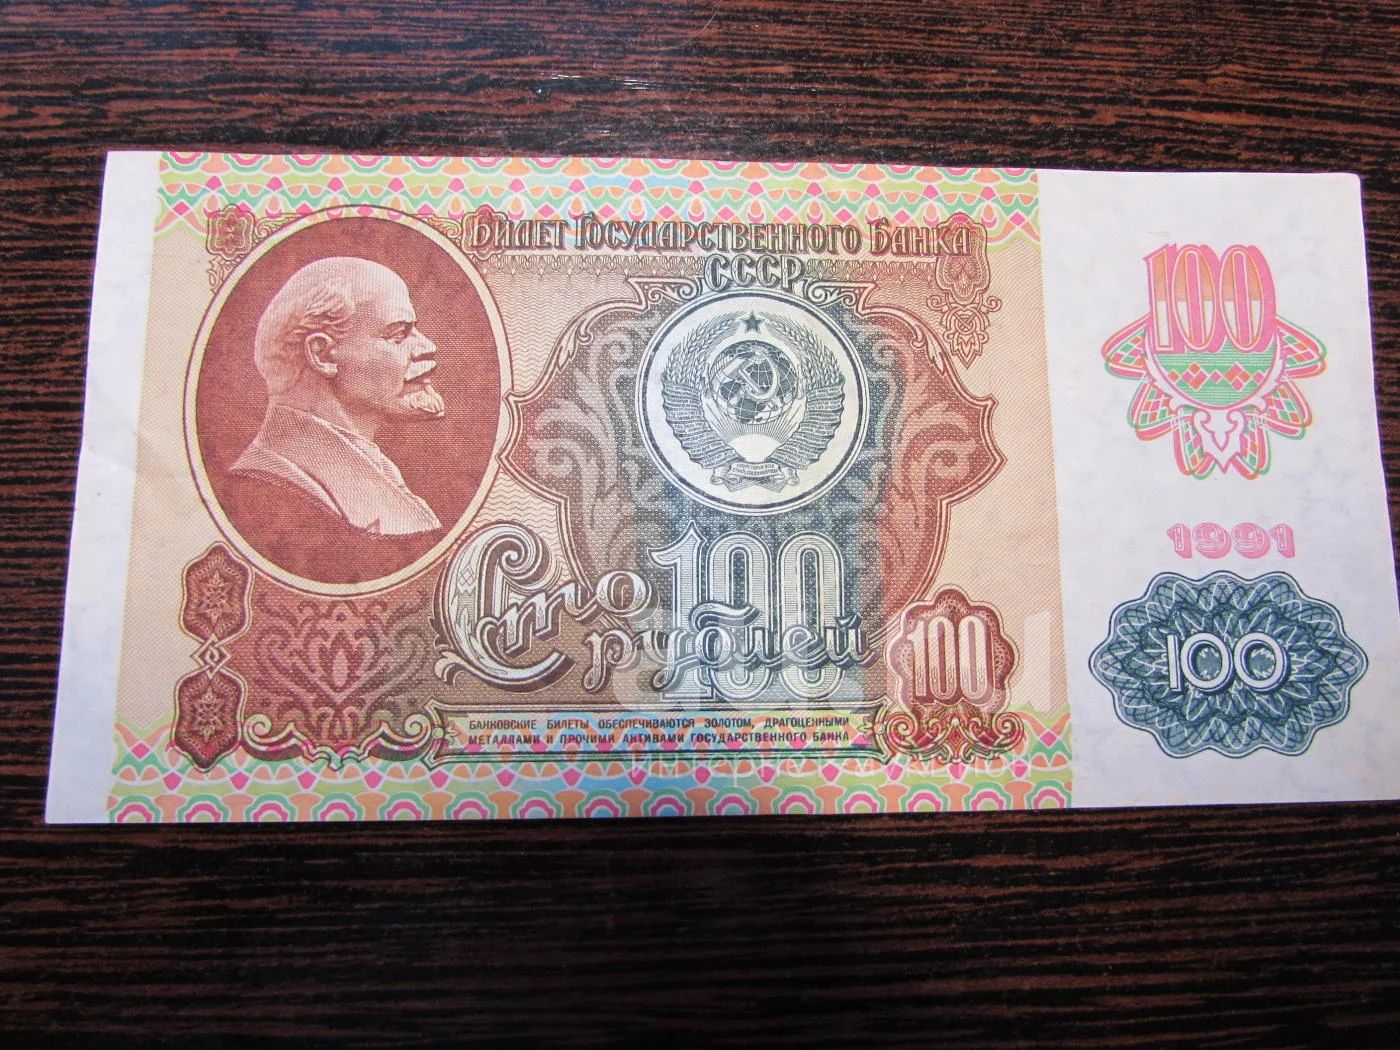 Билет Государственного Банка
СССР
100
1991
100
Сто
рублей
100
100
БАНКОВСКИЕ БИЛЕТЫ ОБЕСПЕЧИВАЮТСЯ ЗОЛОТОМ, ДРАГОЦЕННЫМИ
МЕТАЛЛАМИ И ПРОЧИМИ АКТИВАМИ ГОСУДАРСТВЕННОГО БАНКА